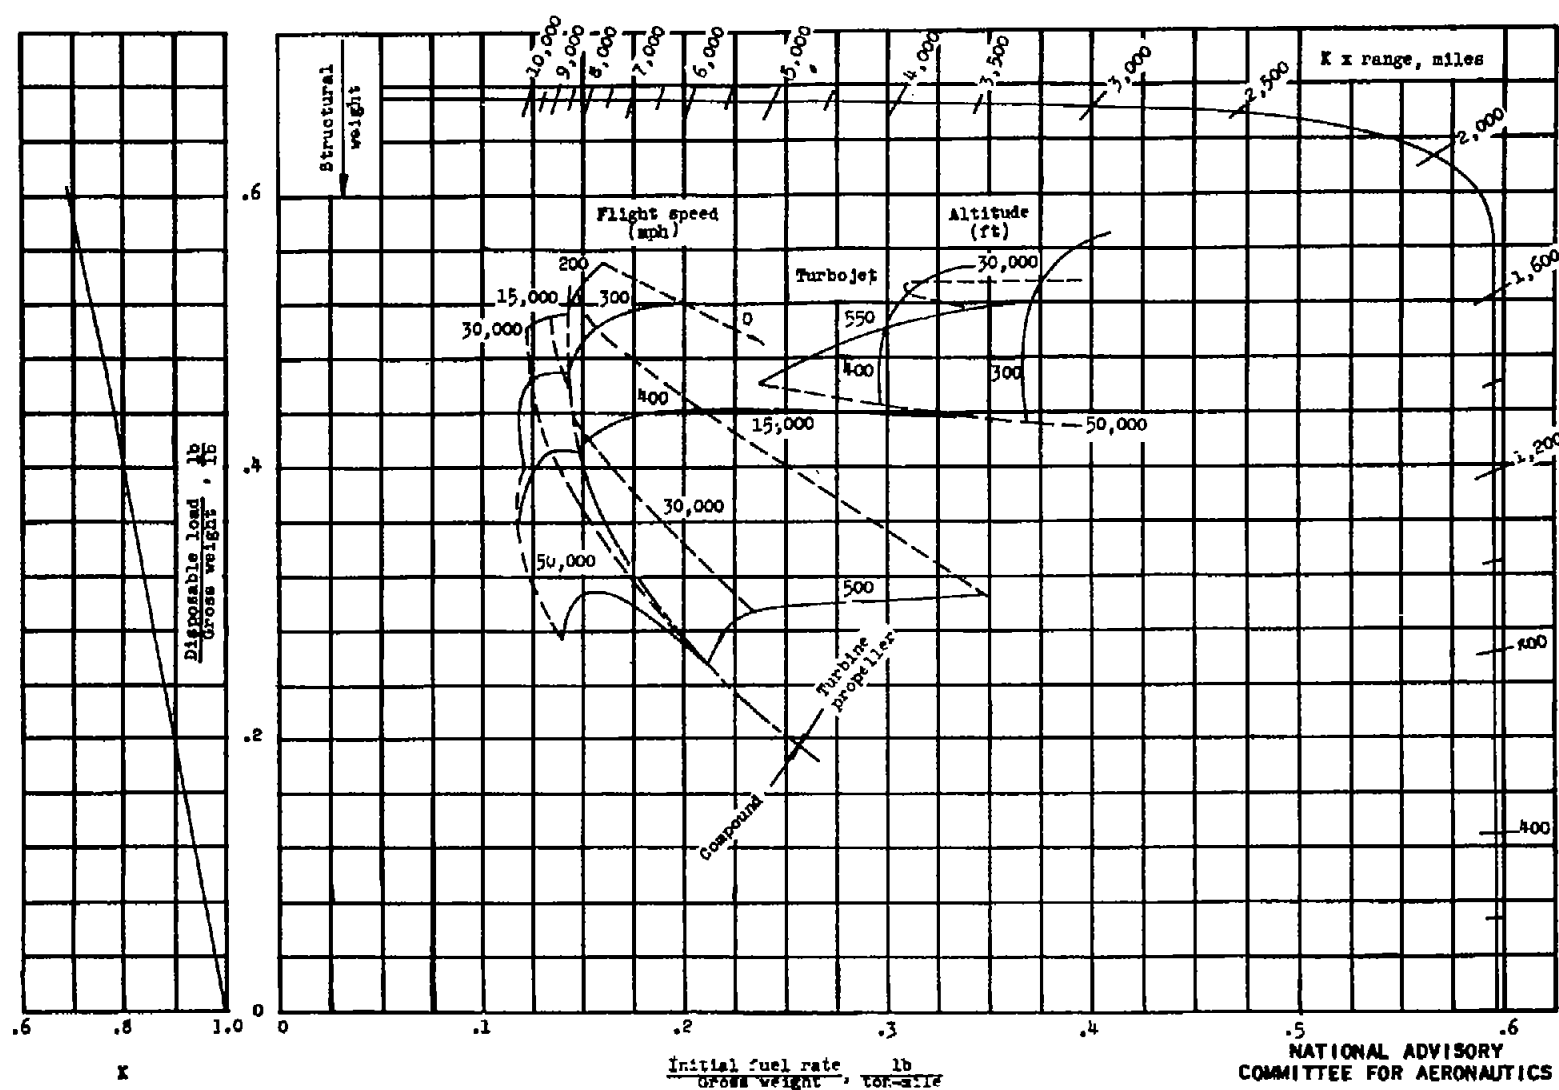 10,000
9,000
8,000
7,000
6,000
5,000
4,000
3,500
3,000
2,500
K x range, miles
2,000
1,600
1,200
800
400
Structural
weight
.6
.4
.2
0
Disposable load
Gross weight , lb
lb
Flight speed
(mph)
Altitude
(ft)
200
15,000
300
30,000
0
Turbojet
30,000
550
400
300
400
15,000
50,000
30,000
50,000
500
Turbine
propeller
Compound
.6
.8
1.0
K
0
.1
.2
.3
.4
.5
.6
Initial fuel rate
Gross weight , lb
ton-mile
NATIONAL ADVISORY
COMMITTEE FOR AERONAUTICS